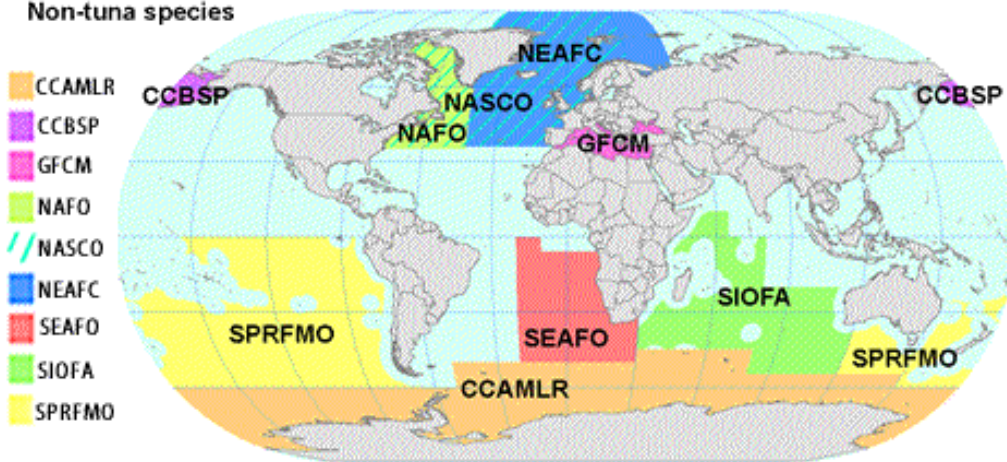 Non-tuna species
CCAMLR
CCBSP
GFCM
NAFO
NASCO
NEAFC
SEAFO
SIOFA
SPRFMO
NEAFC
CCBSP
CCBSP
NASCO
NAFO
GFCM
SIOFA
SPRFMO
SEAFO
SPRFMO
CCAMLR